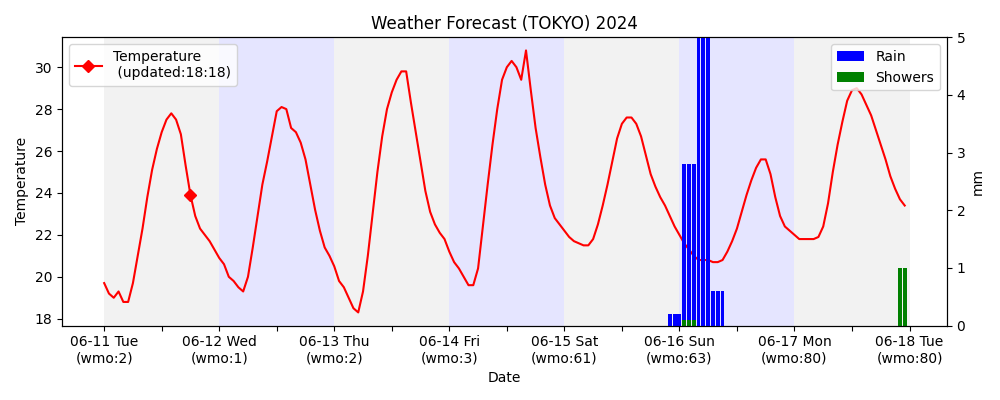 Weather Forecast (TOKYO) 2024
Temperature
(updated:18:18)
Rain
Showers
Temperature
30
28
26
24
22
20
18
5
4
3
2
1
0
mm
06-11 Tue
(wmo:2)
06-12 Wed
(wmo:1)
06-13 Thu
(wmo:2)
06-14 Fri
(wmo:3)
06-15 Sat
(wmo:61)
06-16 Sun
(wmo:63)
06-17 Mon
(wmo:80)
06-18 Tue
(wmo:80)
Date